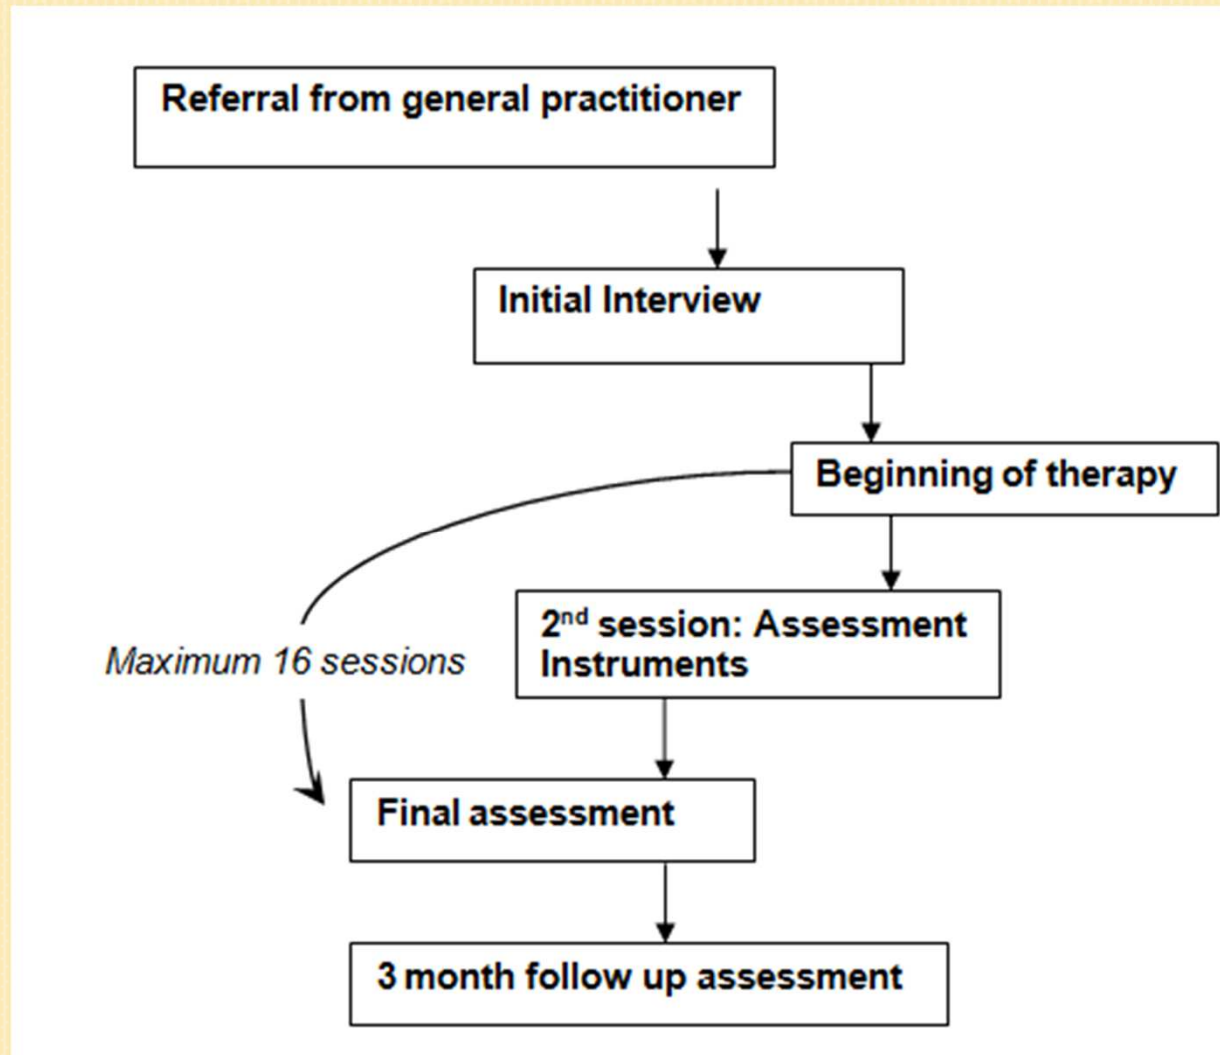 Referral from general practitioner
Initial Interview
Beginning of therapy
2nd session: Assessment
Instruments
Maximum 16 sessions
Final assessment
3 month follow up assessment